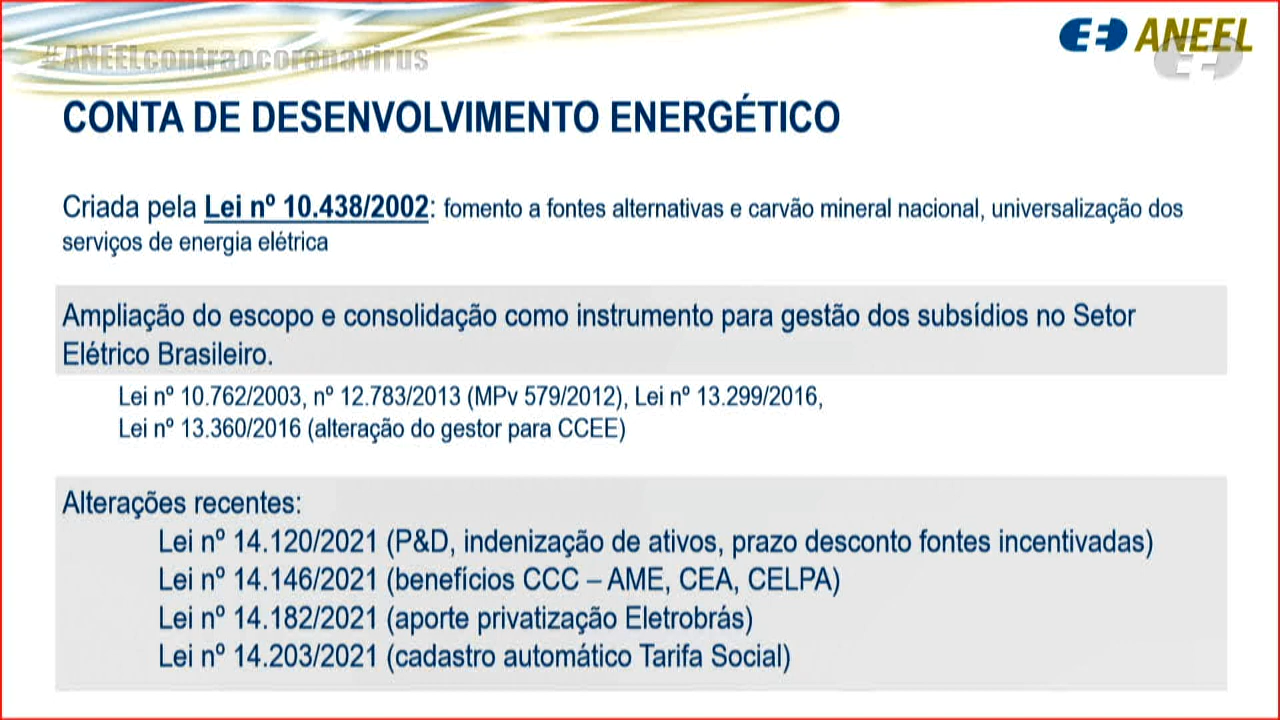 #ANEELcontraocoronavirus
ANEEL
CONTA DE DESENVOLVIMENTO ENERGÉTICO
Criada pela Lei nº 10.438/2002: fomento a fontes alternativas e carvão mineral nacional, universalização dos
serviços de energia elétrica
Ampliação do escopo e consolidação como instrumento para gestão dos subsídios no Setor
Elétrico Brasileiro.
Lei nº 10.762/2003, nº 12.783/2013 (MPv 579/2012), Lei nº 13.299/2016,
Lei nº 13.360/2016 (alteração do gestor para CCEE)
Alterações recentes:
Lei nº 14.120/2021 (P&D, indenização de ativos, prazo desconto fontes incentivadas)
Lei nº 14.146/2021 (benefícios CCC – AME, CEA, CELPA)
Lei nº 14.182/2021 (aporte privatização Eletrobrás)
Lei nº 14.203/2021 (cadastro automático Tarifa Social)